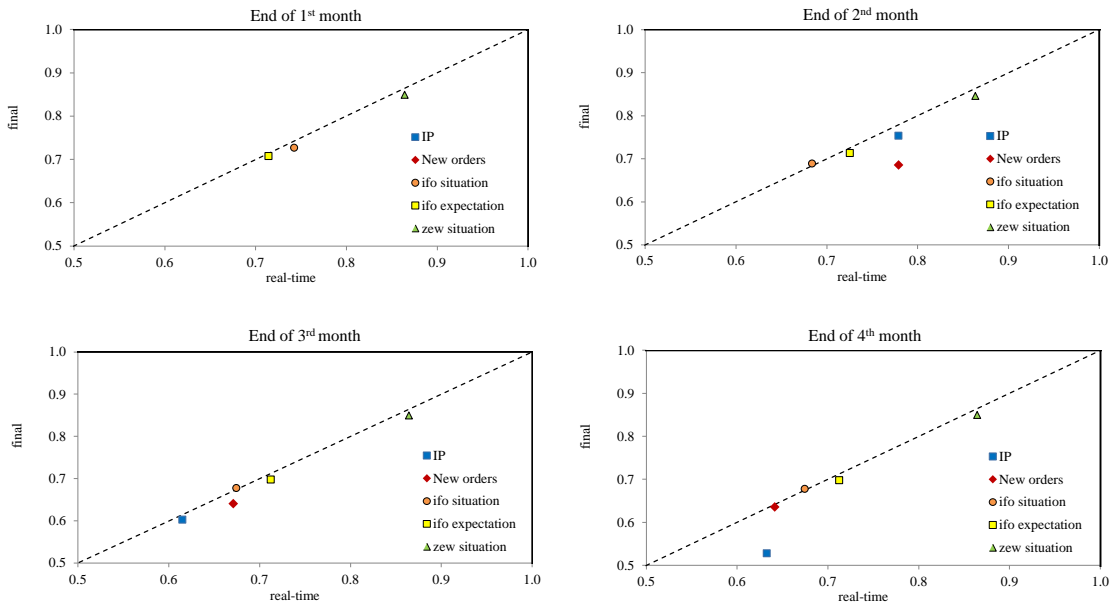 End of 1st month
final
1.0
0.9
0.8
0.7
0.6
0.5
IP
New orders
ifo situation
ifo expectation
zew situation
0.5 0.6 0.7 0.8 0.9 1.0
real-time
End of 2nd month
final
1.0
0.9
0.8
0.7
0.6
0.5
IP
New orders
ifo situation
ifo expectation
zew situation
0.5 0.6 0.7 0.8 0.9 1.0
real-time
End of 3rd month
final
1.0
0.9
0.8
0.7
0.6
0.5
IP
New orders
ifo situation
ifo expectation
zew situation
0.5 0.6 0.7 0.8 0.9 1.0
real-time
End of 4th month
final
1.0
0.9
0.8
0.7
0.6
0.5
IP
New orders
ifo situation
ifo expectation
zew situation
0.5 0.6 0.7 0.8 0.9 1.0
real-time